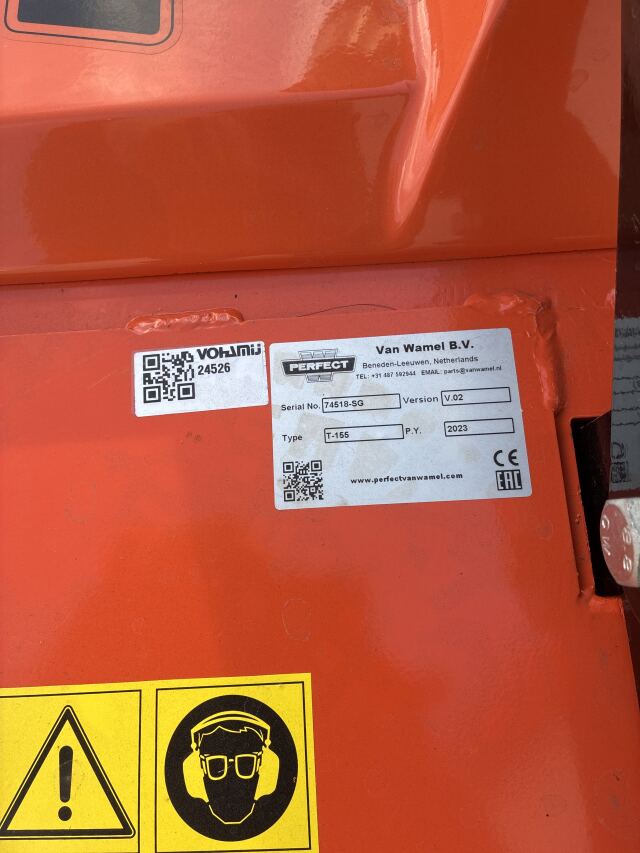 VOHAMIJ
24526
PERFECT
Van Wamel B.V.
Beneden-Leeuwen, Netherlands
TEL: +31 487 592944 EMAIL: parts@vanwamel.nl
Serial No. 74518-SG Version V.02
Type T-155 P.Y. 2023
www.perfectvanwamel.com
CE
EAC